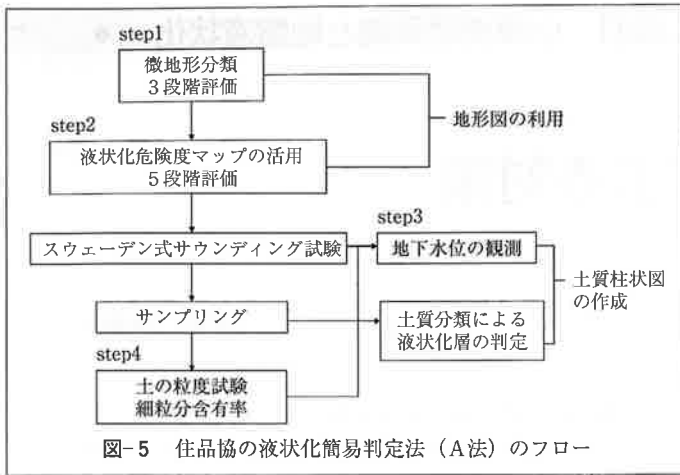 step1
微地形分類
3段階評価
step2
地形図の利用
液状化危険度マップの活用
5段階評価
step3
スウェーデン式サウンディング試験
地下水位の観測
土質柱状図
の作成
サンプリング
土質分類による
液状化層の判定
step4
土の粒度試験
細粒分含有率
図-5 住品協の液状化簡易判定法（A法）のフロー